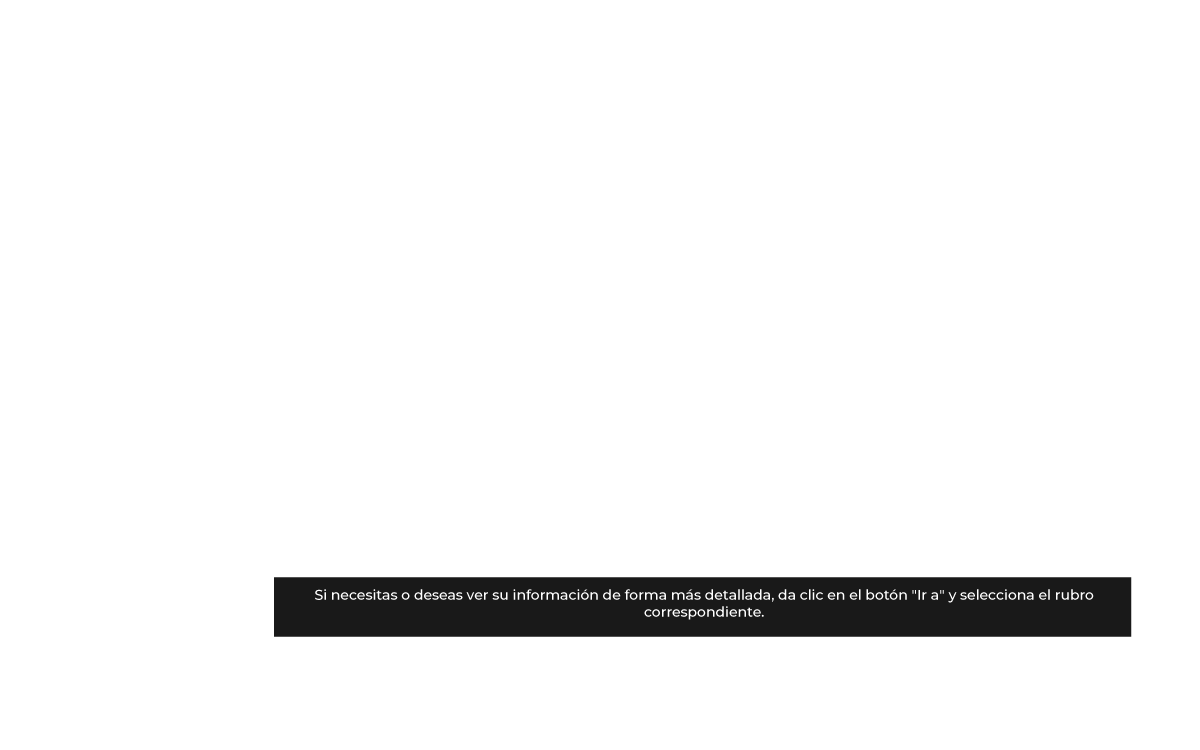 Si necesitas o deseas ver su información de forma más detallada, da clic en el botón "Ir a" y selecciona el rubro
correspondiente.